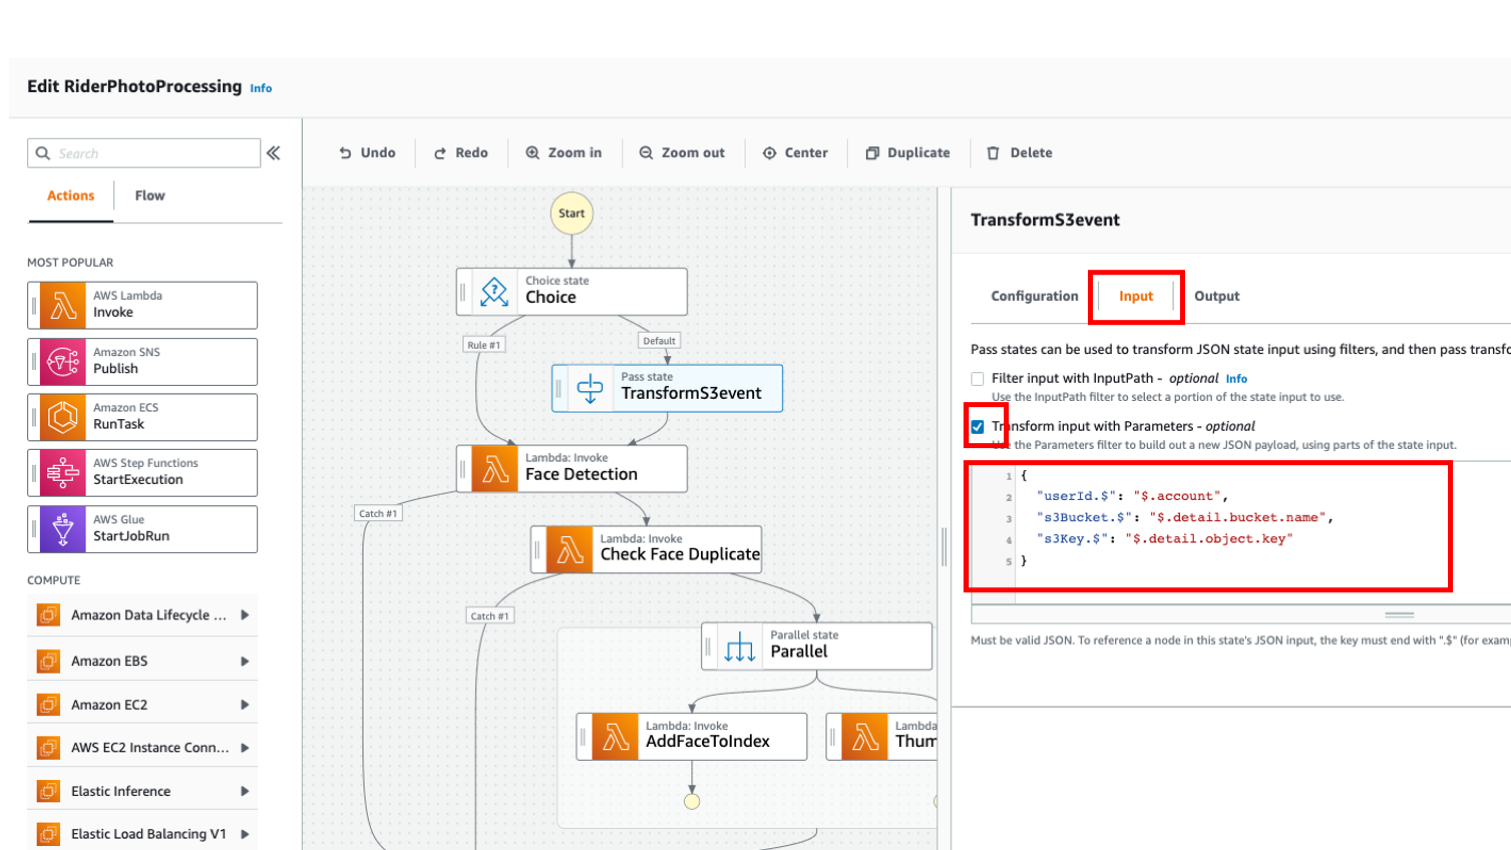 Edit RiderPhotoProcessing Info
Search
Undo
Redo
Zoom in
Zoom out
Center
Duplicate
Delete
Actions
Flow
MOST POPULAR
AWS Lambda
Invoke
Amazon SNS
Publish
Amazon ECS
RunTask
AWS Step Functions
StartExecution
AWS Glue
StartJobRun
COMPUTE
Amazon Data Lifecycle ...
Amazon EBS
Amazon EC2
AWS EC2 Instance Conn...
Elastic Inference
Elastic Load Balancing V1
Start
Choice state
Choice
Rule #1
Default
Pass state
TransformS3event
Lambda: Invoke
Face Detection
Catch #1
Lambda: Invoke
Check Face Duplicate
Catch #1
Parallel state
Parallel
Lambda: Invoke
AddFaceToIndex
Lambda
Thum
TransformS3event
Configuration
Input
Output
Pass states can be used to transform JSON state input using filters, and then pass transfo
Filter input with InputPath - optional Info
Use the InputPath filter to select a portion of the state input to use.
Transform input with Parameters - optional
Use the Parameters filter to build out a new JSON payload, using parts of the state input.
1 {
2 "userId.$": "$.account",
3 "s3Bucket.$": "$.detail.bucket.name",
4 "s3Key.$": "$.detail.object.key"
5 }
Must be valid JSON. To reference a node in this state's JSON input, the key must end with ".$" (for examp